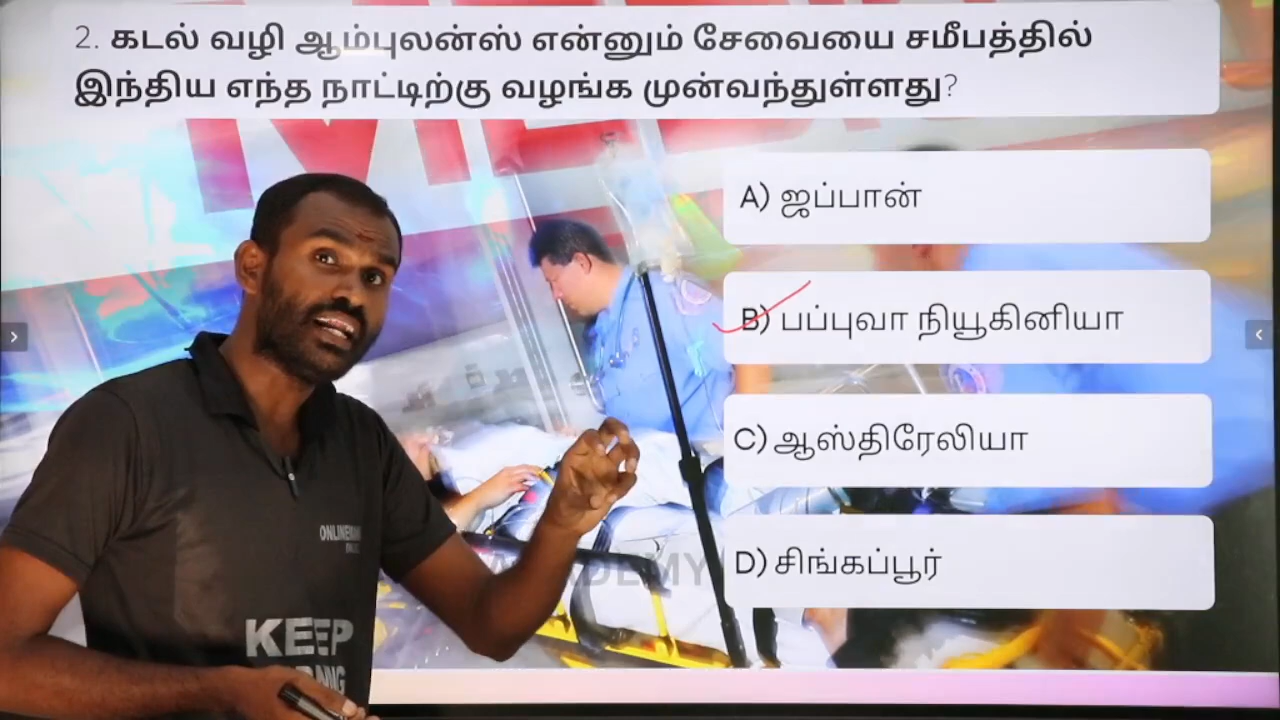 2. கடல் வழி ஆம்புலன்ஸ் என்னும் சேவையை சமீபத்தில்
இந்திய எந்த நாட்டிற்கு வழங்க முன்வந்துள்ளது?
A) ஜப்பான்
B) பப்புவா நியூகினியா
C) ஆஸ்திரேலியா
D) சிங்கப்பூர்
KEEP